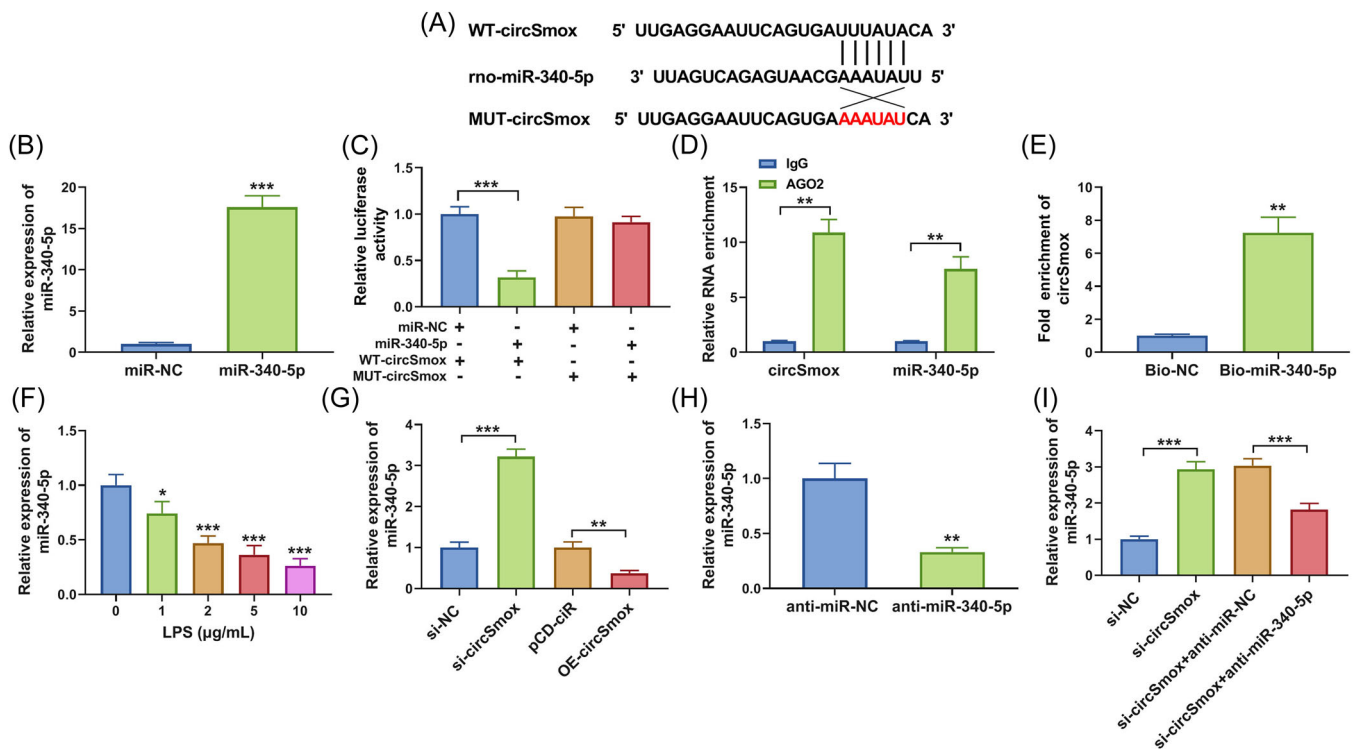 (A)
WT-circSmox 5' UUGAGGAAUUCAGUGAUUUAUACA 3'
rno-miR-340-5p 3' UUAGUCAGAGUAACGAAAUAUU 5'
MUT-circSmox 5' UUGAGGAAUUCAGUGAAAAUAUCA 3'
(B)
Relative expression of
miR-340-5p
20
15
10
5
0
***
miR-NC miR-340-5p
(C)
Relative luciferase
activity
1.5
1.0
0.5
0.0
***
miR-NC + - + -
miR-340-5p - + - +
WT-circSmox + + - -
MUT-circSmox - - + +
(D)
IgG
AGO2
Relative RNA enrichment
15
10
5
0
** **
circSmox miR-340-5p
(E)
Fold enrichment of
circSmox
10
8
6
4
2
0
**
Bio-NC Bio-miR-340-5p
(F)
Relative expression of
miR-340-5p
1.5
1.0
0.5
0.0
* *** *** ***
0 1 2 5 10
LPS (μg/mL)
(G)
Relative expression of
miR-340-5p
4
3
2
1
0
*** **
si-NC
si-circSmox
pCD-ciR
OE-circSmox
(H)
Relative expression of
miR-340-5p
1.5
1.0
0.5
0.0
**
anti-miR-NC anti-miR-340-5p
(I)
Relative expression of
miR-340-5p
4
3
2
1
0
*** ***
si-NC
si-circSmox
si-circSmox+anti-miR-NC
si-circSmox+anti-miR-340-5p